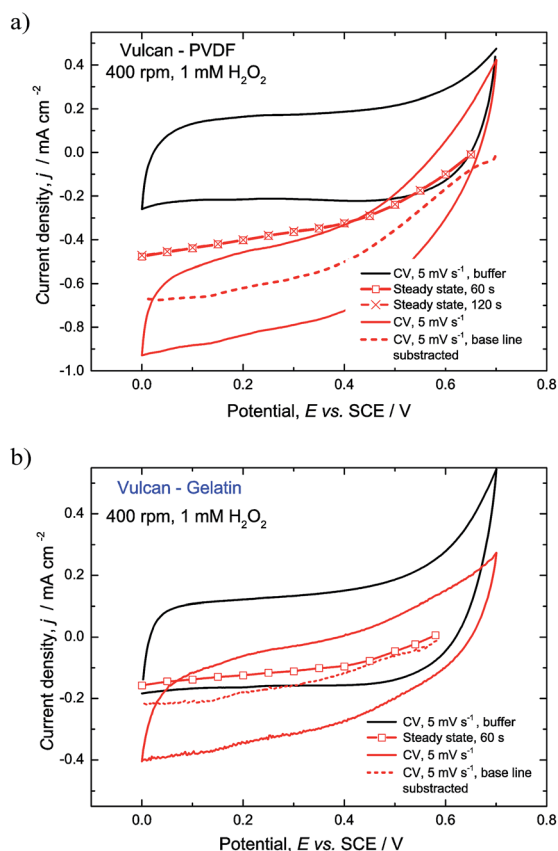 a)
Vulcan - PVDF
400 rpm, 1 mM H₂O₂
0.4
0.2
0.0
-0.2
-0.4
-0.6
-0.8
-1.0
Current density, j / mA cm⁻²
CV, 5 mV s⁻¹, buffer
Steady state, 60 s
Steady state, 120 s
CV, 5 mV s⁻¹
CV, 5 mV s⁻¹, base line
substracted
0.0 0.2 0.4 0.6 0.8
Potential, E vs. SCE / V
b)
Vulcan - Gelatin
400 rpm, 1 mM H₂O₂
0.4
0.2
0.0
-0.2
-0.4
Current density, j / mA cm⁻²
CV, 5 mV s⁻¹, buffer
Steady state, 60 s
CV, 5 mV s⁻¹
CV, 5 mV s⁻¹, base line
substracted
0.0 0.2 0.4 0.6 0.8
Potential, E vs. SCE / V